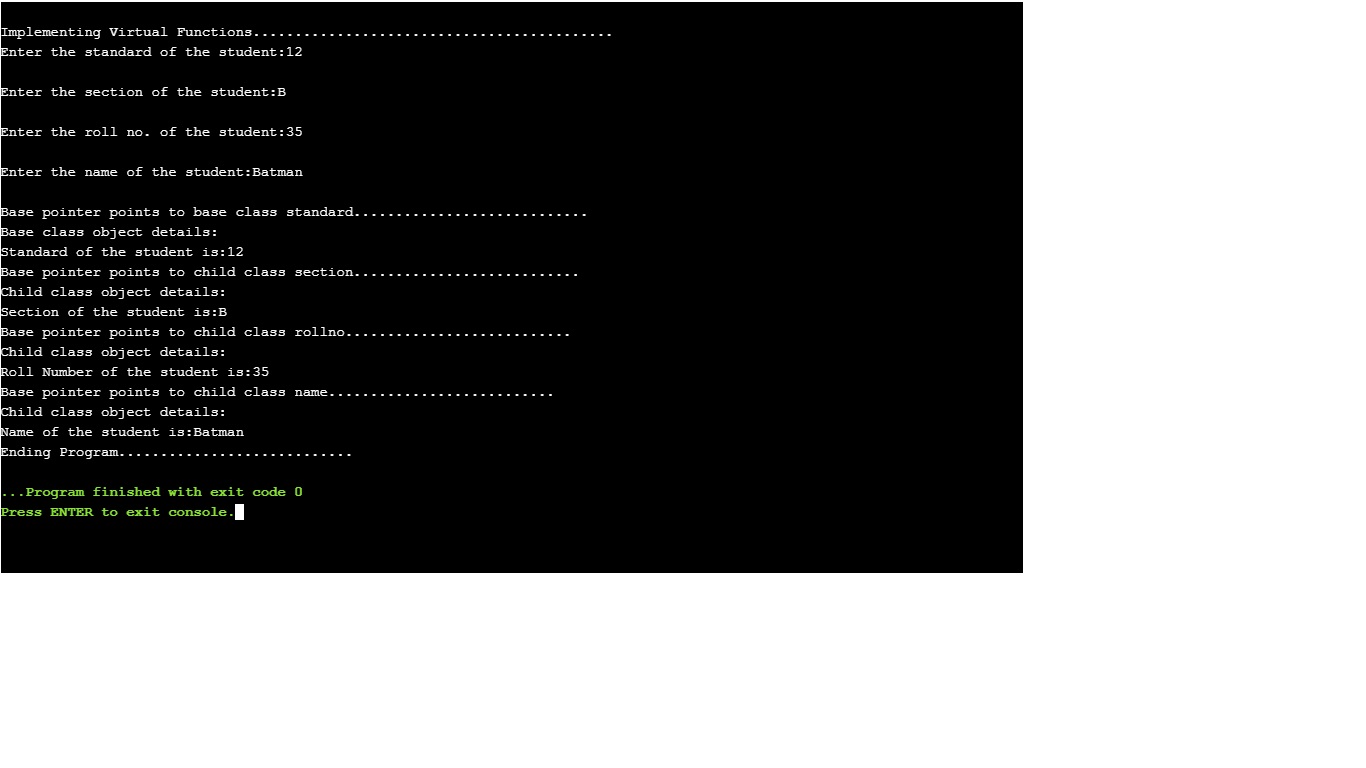 Implementing Virtual Functions...........................................
Enter the standard of the student:12
Enter the section of the student:B
Enter the roll no. of the student:35
Enter the name of the student:Batman
Base pointer points to base class standard............................
Base class object details:
Standard of the student is:12
Base pointer points to child class section...........................
Child class object details:
Section of the student is:B
Base pointer points to child class rollno...........................
Child class object details:
Roll Number of the student is:35
Base pointer points to child class name...........................
Child class object details:
Name of the student is:Batman
Ending Program............................
...Program finished with exit code 0
Press ENTER to exit console.